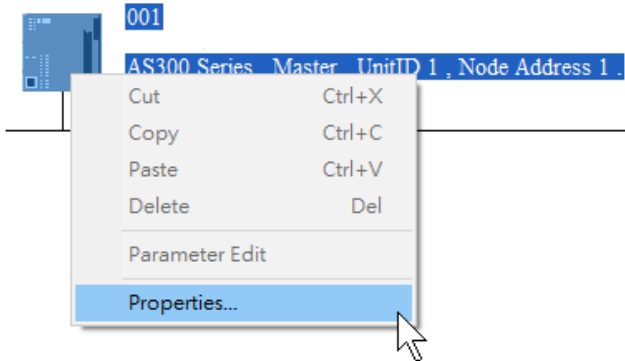 001
AS300 Series Master UnitID 1 , Node Address 1 .
Cut Ctrl+X
Copy Ctrl+C
Paste Ctrl+V
Delete Del
Parameter Edit
Properties...